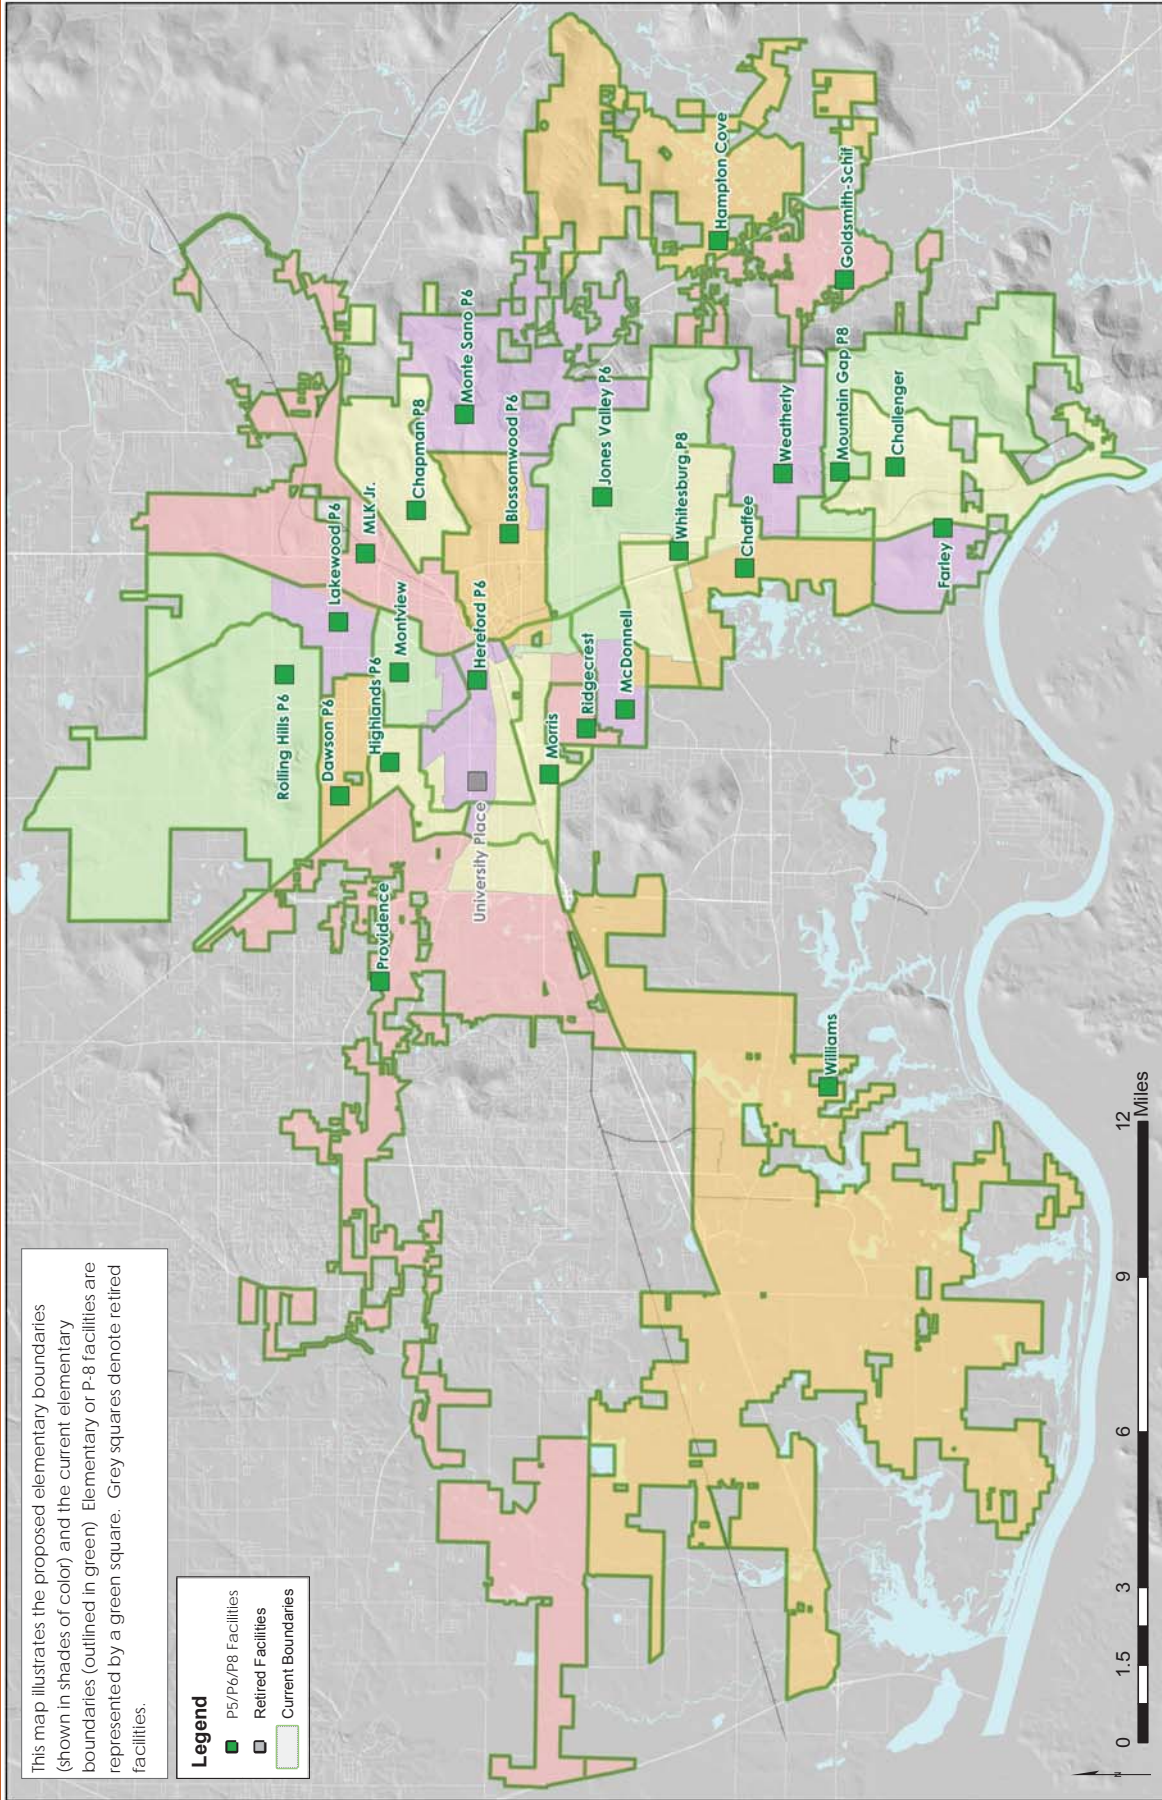 This map illustrates the proposed elementary boundaries
(shown in shades of color) and the current elementary
boundaries (outlined in green) Elementary or P-8 facilities are
represented by a green square. Grey squares denote retired
facilities.
Legend
P5/P6/P8 Facilities
Retired Facilities
Current Boundaries
Rolling Hills P6
Dawson P6
Lakewood P6
MLK Jr.
Providence
Highlands P6
Montview
Chapman P8
Monte Sano P6
University Place
Hereford P6
Blossomwood P6
Morris
Ridgecrest
Jones Valley P6
McDonnell
Whitesburg P8
Hampton Cove
Chaffee
Weatherly
Williams
Mountain Gap P8
Goldsmith-Schif
Challenger
Farley
0 1.5 3 6 9 12
Miles
N